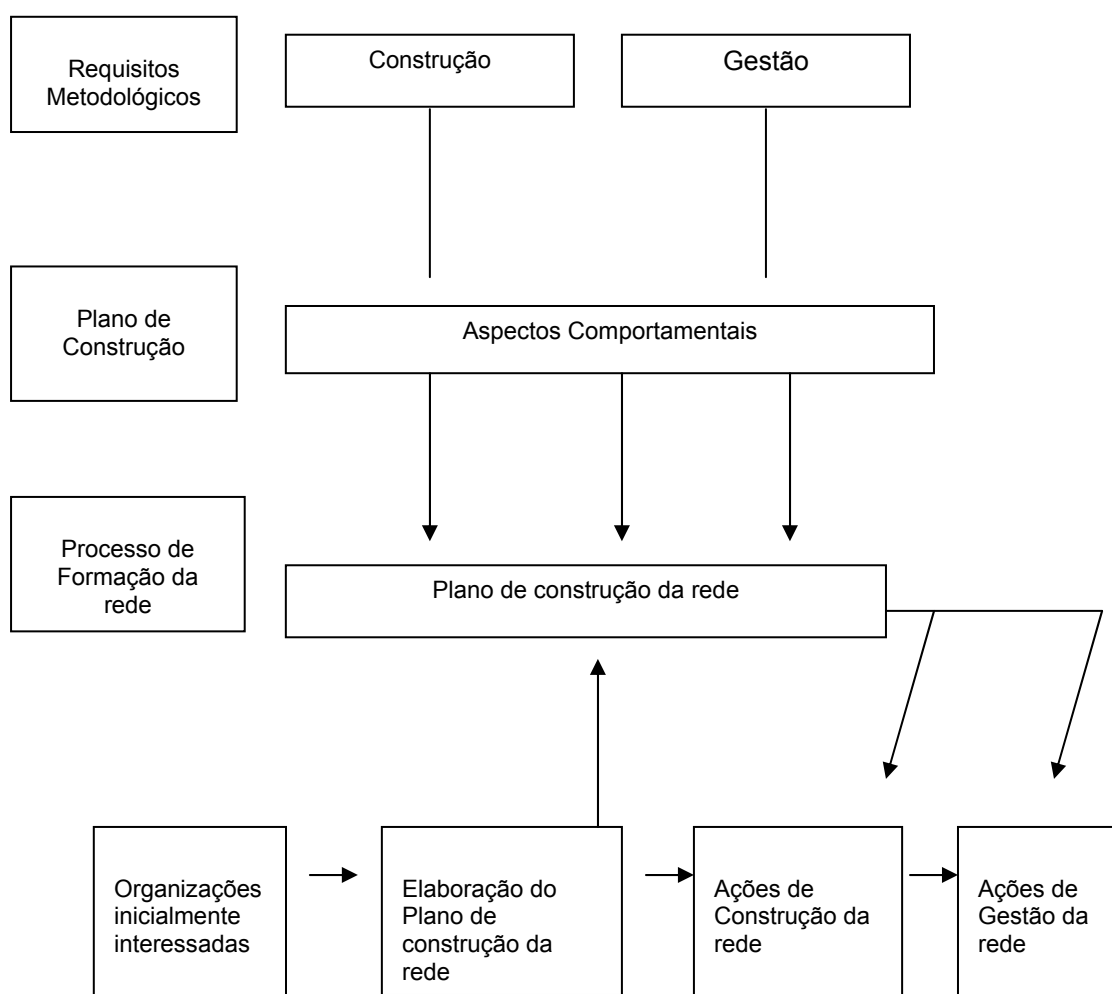 Requisitos
Metodológicos
Construção
Gestão
Plano de
Construção
Aspectos Comportamentais
Processo de
Formação da
rede
Plano de construção da rede
Organizações
inicialmente
interessadas
Elaboração do
Plano de
construção da
rede
Ações de
Construção da
rede
Ações de
Gestão da
rede